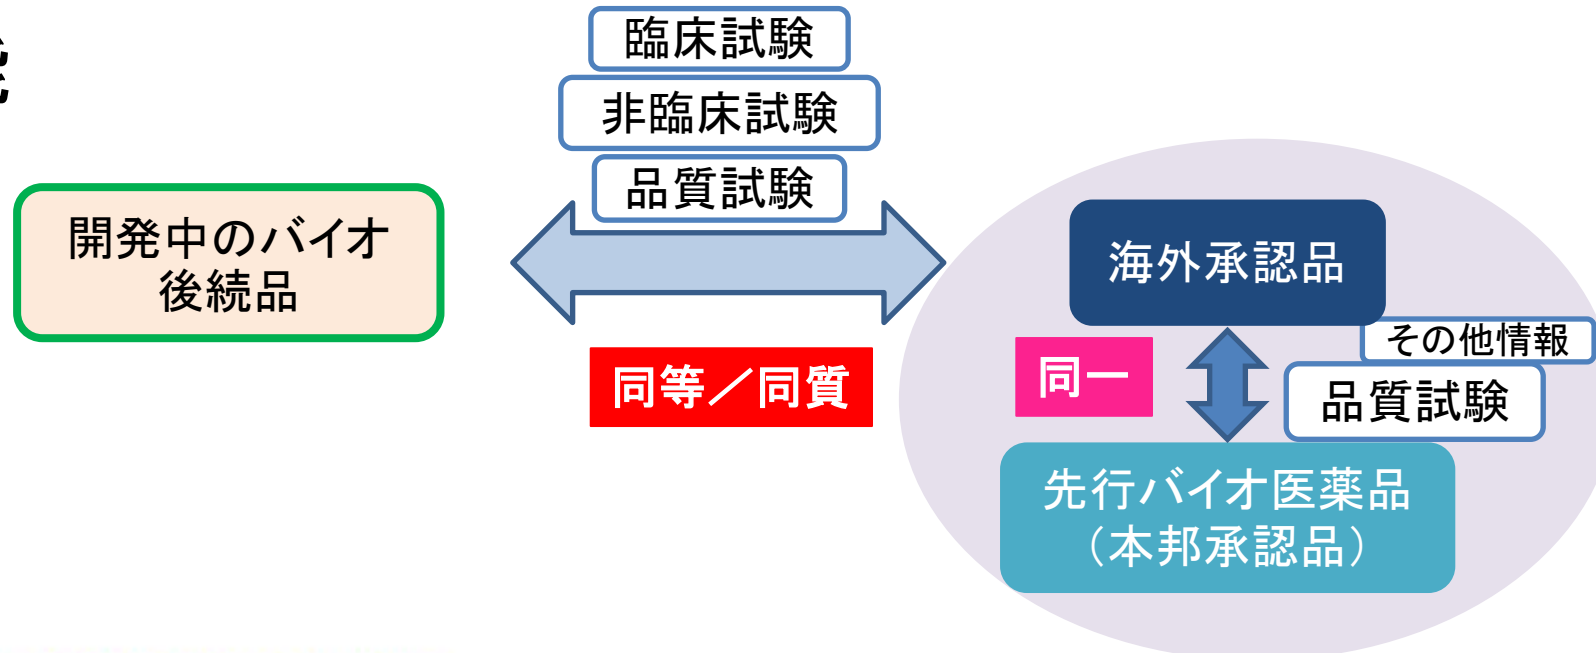 臨床試験
非臨床試験
品質試験
開発中のバイオ
後続品
同等／同質
海外承認品
その他情報
同一
品質試験
先行バイオ医薬品
（本邦承認品）